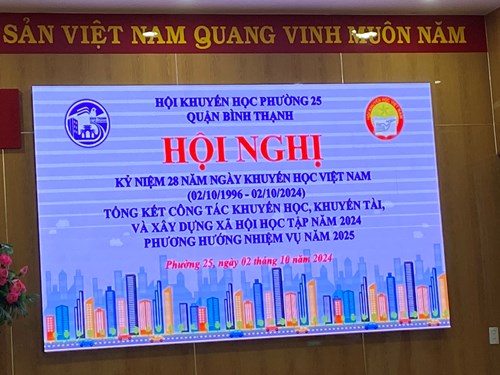 SẢN VIỆT NAM QUANG VINH MUÔN NĂM
HỘI KHUYẾN HỌC PHƯỜNG 25
QUẬN BÌNH THẠNH
HỘI NGHỊ
KỶ NIỆM 28 NĂM NGÀY KHUYẾN HỌC VIỆT NAM
(02/10/1996 - 02/10/2024)
TỔNG KẾT CÔNG TÁC KHUYẾN HỌC, KHUYẾN TÀI,
VÀ XÂY DỰNG XÃ HỘI HỌC TẬP NĂM 2024
PHƯƠNG HƯỚNG NHIỆM VỤ NĂM 2025
Phường 25, ngày 02 tháng 10 năm 2024